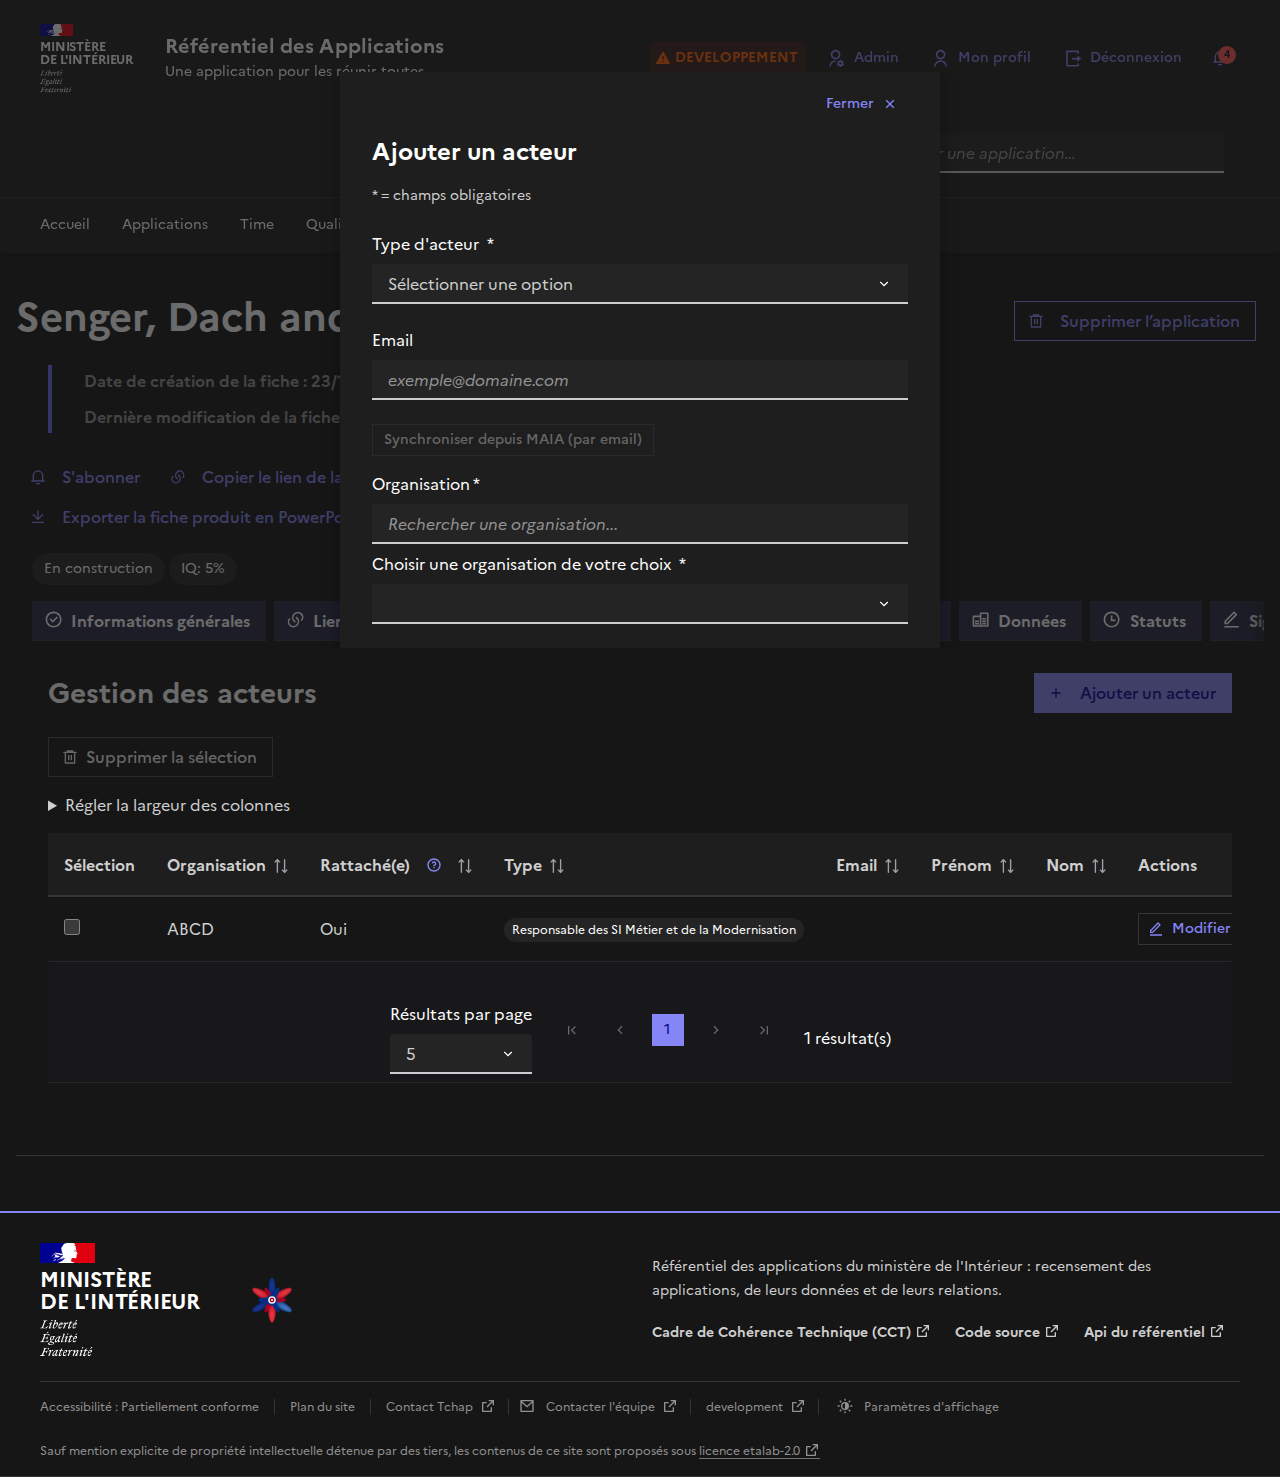 MINISTÈRE
DE L'INTÉRIEUR
Liberté
Égalité
Fraternité
Référentiel des Applications
Une application pour les réunir toutes
DEVELOPPEMENT
Admin
Mon profil
Déconnexion
4
une application...
Accueil
Applications
Time
Quali
Fermer
Ajouter un acteur
* = champs obligatoires
Type d'acteur *
Sélectionner une option
Email
exemple@domaine.com
Synchroniser depuis MAIA (par email)
Organisation *
Rechercher une organisation...
Choisir une organisation de votre choix *
Senger, Dach and
Supprimer l’application
Date de création de la fiche : 23/
Dernière modification de la fiche
S'abonner
Copier le lien de la
Exporter la fiche produit en PowerPo
En construction
IQ: 5%
Informations générales
Lien
Données
Statuts
Si
Gestion des acteurs
Ajouter un acteur
Supprimer la sélection
Régler la largeur des colonnes
Sélection Organisation Rattaché(e) Type Email Prénom Nom Actions
ABCD Oui Responsable des SI Métier et de la Modernisation Modifier
Résultats par page
5
1
1 résultat(s)
MINISTÈRE
DE L'INTÉRIEUR
Liberté
Égalité
Fraternité
Référentiel des applications du ministère de l'Intérieur : recensement des
applications, de leurs données et de leurs relations.
Cadre de Cohérence Technique (CCT)
Code source
Api du référentiel
Accessibilité : Partiellement conforme
Plan du site
Contact Tchap
Contacter l'équipe
development
Paramètres d'affichage
Sauf mention explicite de propriété intellectuelle détenue par des tiers, les contenus de ce site sont proposés sous licence etalab-2.0